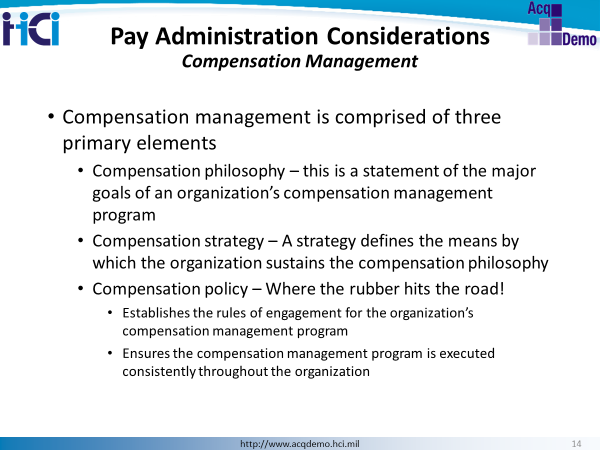 HCi
Acq
Demo
Pay Administration Considerations
Compensation Management
• Compensation management is comprised of three
primary elements
• Compensation philosophy – this is a statement of the major
goals of an organization's compensation management
program
• Compensation strategy – A strategy defines the means by
which the organization sustains the compensation philosophy
• Compensation policy – Where the rubber hits the road!
• Establishes the rules of engagement for the organization's
compensation management program
• Ensures the compensation management program is executed
consistently throughout the organization
http://www.acqdemo.hci.mil
14